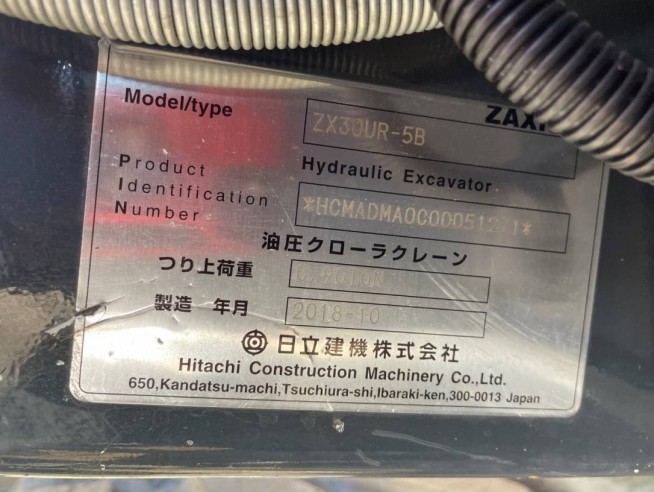 ZAXIS
Model/type ZX30UR-5B
Hydraulic Excavator
Product
Identification
Number
油圧クローラクレーン
つり上荷重
製造 年月 2018-10
日立建機株式会社
Hitachi Construction Machinery Co.,Ltd.
650,Kandatsu-machi,Tsuchiura-shi,Ibaraki-ken,300-0013 Japan